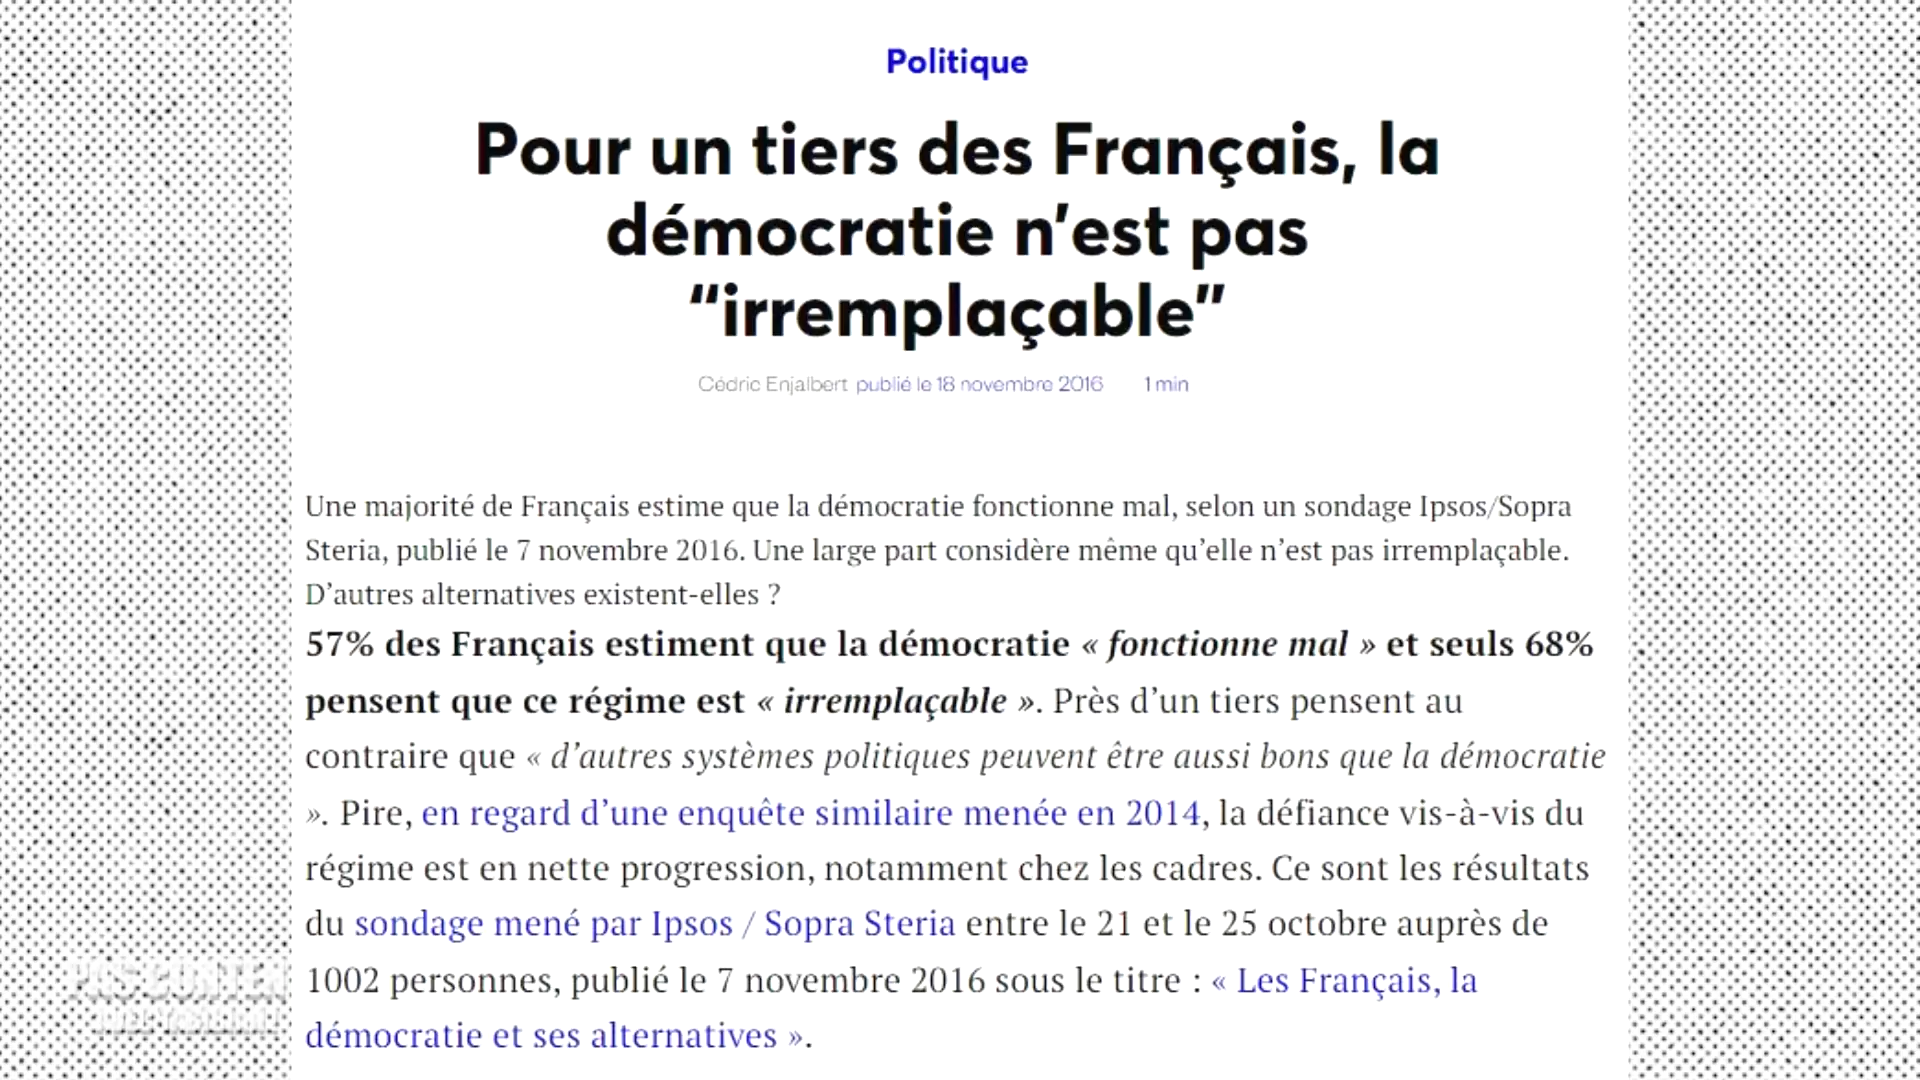 Politique
Pour un tiers des Français, la
démocratie n’est pas
“irremplaçable”
Cédric Enjalbert publié le 18 novembre 2016 1 min
Une majorité de Français estime que la démocratie fonctionne mal, selon un sondage Ipsos/Sopra
Steria, publié le 7 novembre 2016. Une large part considère même qu’elle n’est pas irremplaçable.
D’autres alternatives existent-elles ?
57% des Français estiment que la démocratie « fonctionne mal » et seuls 68%
pensent que ce régime est « irremplaçable ». Près d’un tiers pensent au
contraire que « d’autres systèmes politiques peuvent être aussi bons que la démocratie
». Pire, en regard d’une enquête similaire menée en 2014, la défiance vis-à-vis du
régime est en nette progression, notamment chez les cadres. Ce sont les résultats
du sondage mené par Ipsos / Sopra Steria entre le 21 et le 25 octobre auprès de
1002 personnes, publié le 7 novembre 2016 sous le titre : « Les Français, la
démocratie et ses alternatives ».
PAS CONTEN